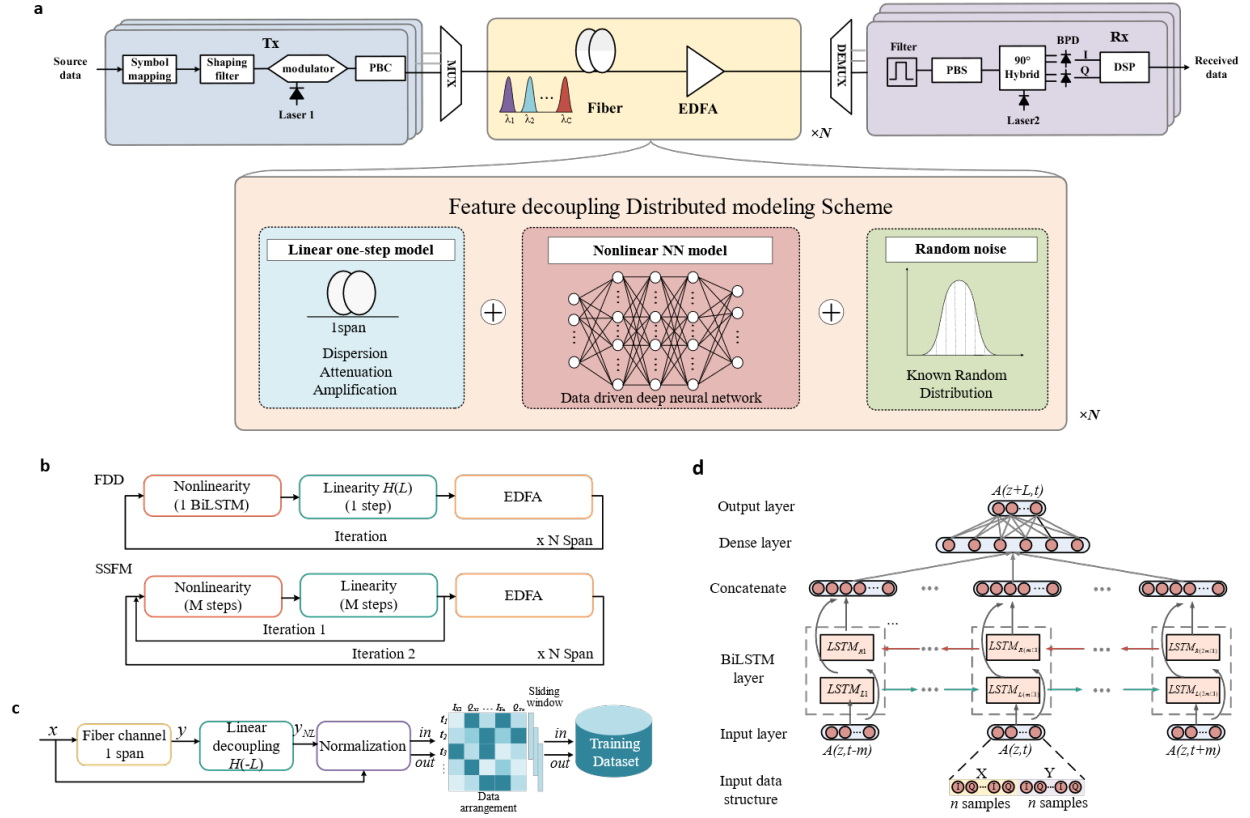 a
Tx
Source data
Symbol mapping
Shaping filter
modulator
PBC
Laser 1
MUX
λ1 λ2 ... λC
Fiber
EDFA
×N
DEMUX
Rx
Filter
PBS
90° Hybrid
BPD
I
Q
DSP
Laser2
Received data
Feature decoupling Distributed modeling Scheme
Linear one-step model
1span
Dispersion
Attenuation
Amplification
Nonlinear NN model
Data driven deep neural network
Random noise
Known Random
Distribution
×N
b
FDD
Nonlinearity
(1 BiLSTM)
Linearity H(L)
(1 step)
EDFA
Iteration
x N Span
SSFM
Nonlinearity
(M steps)
Linearity
(M steps)
EDFA
Iteration 1
Iteration 2
x N Span
c
x
Fiber channel
1 span
y
Linear
decoupling
H(-L)
yNL
Normalization
in
out
t1
t2
t3
Data
arrangement
Sliding
window
in
out
Training
Dataset
d
A(z+L,t)
Output layer
Dense layer
Concatenate
BiLSTM
layer
LSTMR1
LSTML1
Input layer
A(z,t-m)
A(z,t)
A(z,t+m)
Input data
structure
X Y
I Q ... I Q I Q ... I Q
n samples n samples